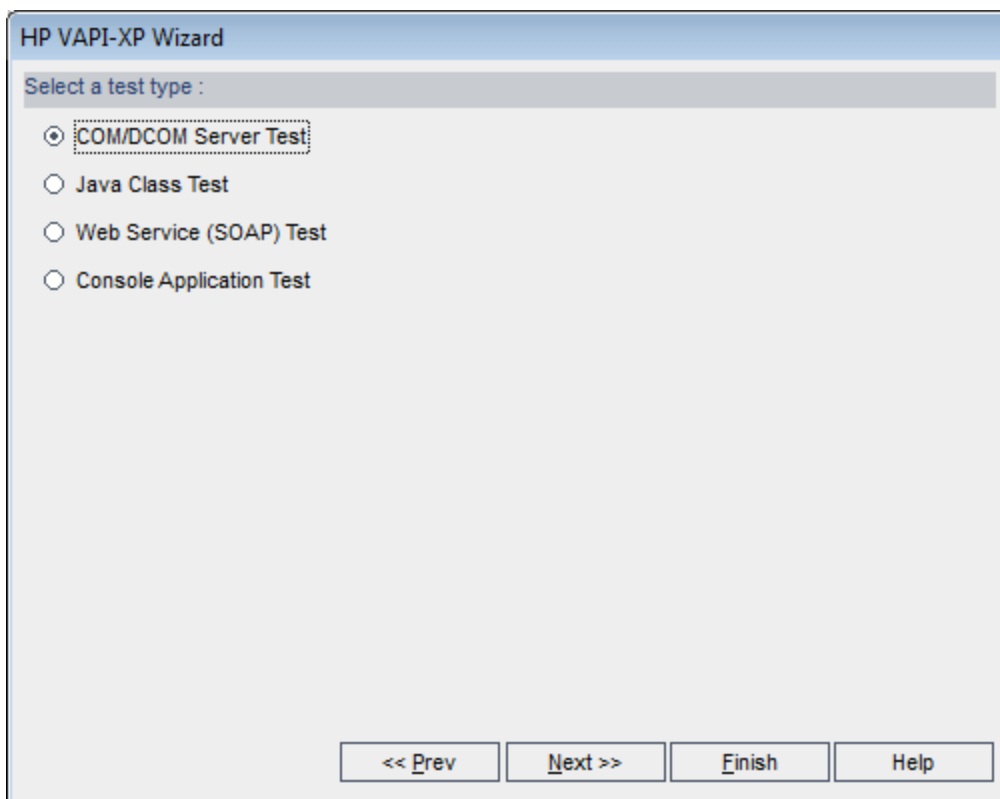 HP VAPI-XP Wizard
Select a test type :
COM/DCOM Server Test
Java Class Test
Web Service (SOAP) Test
Console Application Test
<< Prev Next >> Finish Help